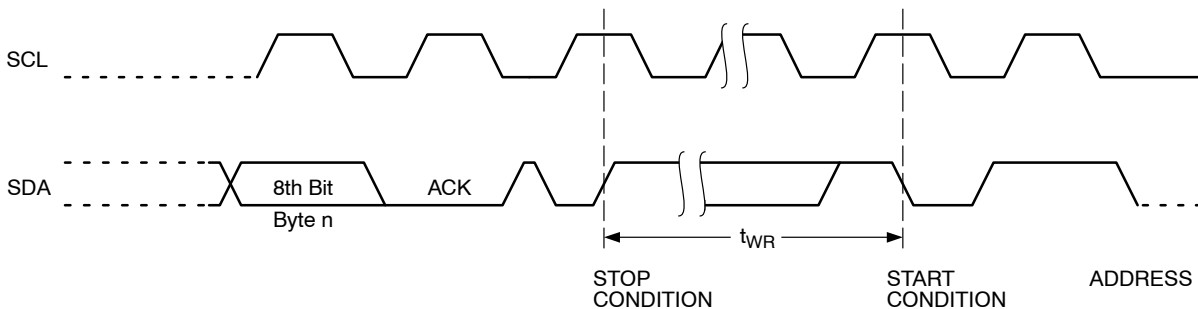 SCL
SDA
8th Bit
Byte n
ACK
tWR
STOP
CONDITION
START
CONDITION
ADDRESS